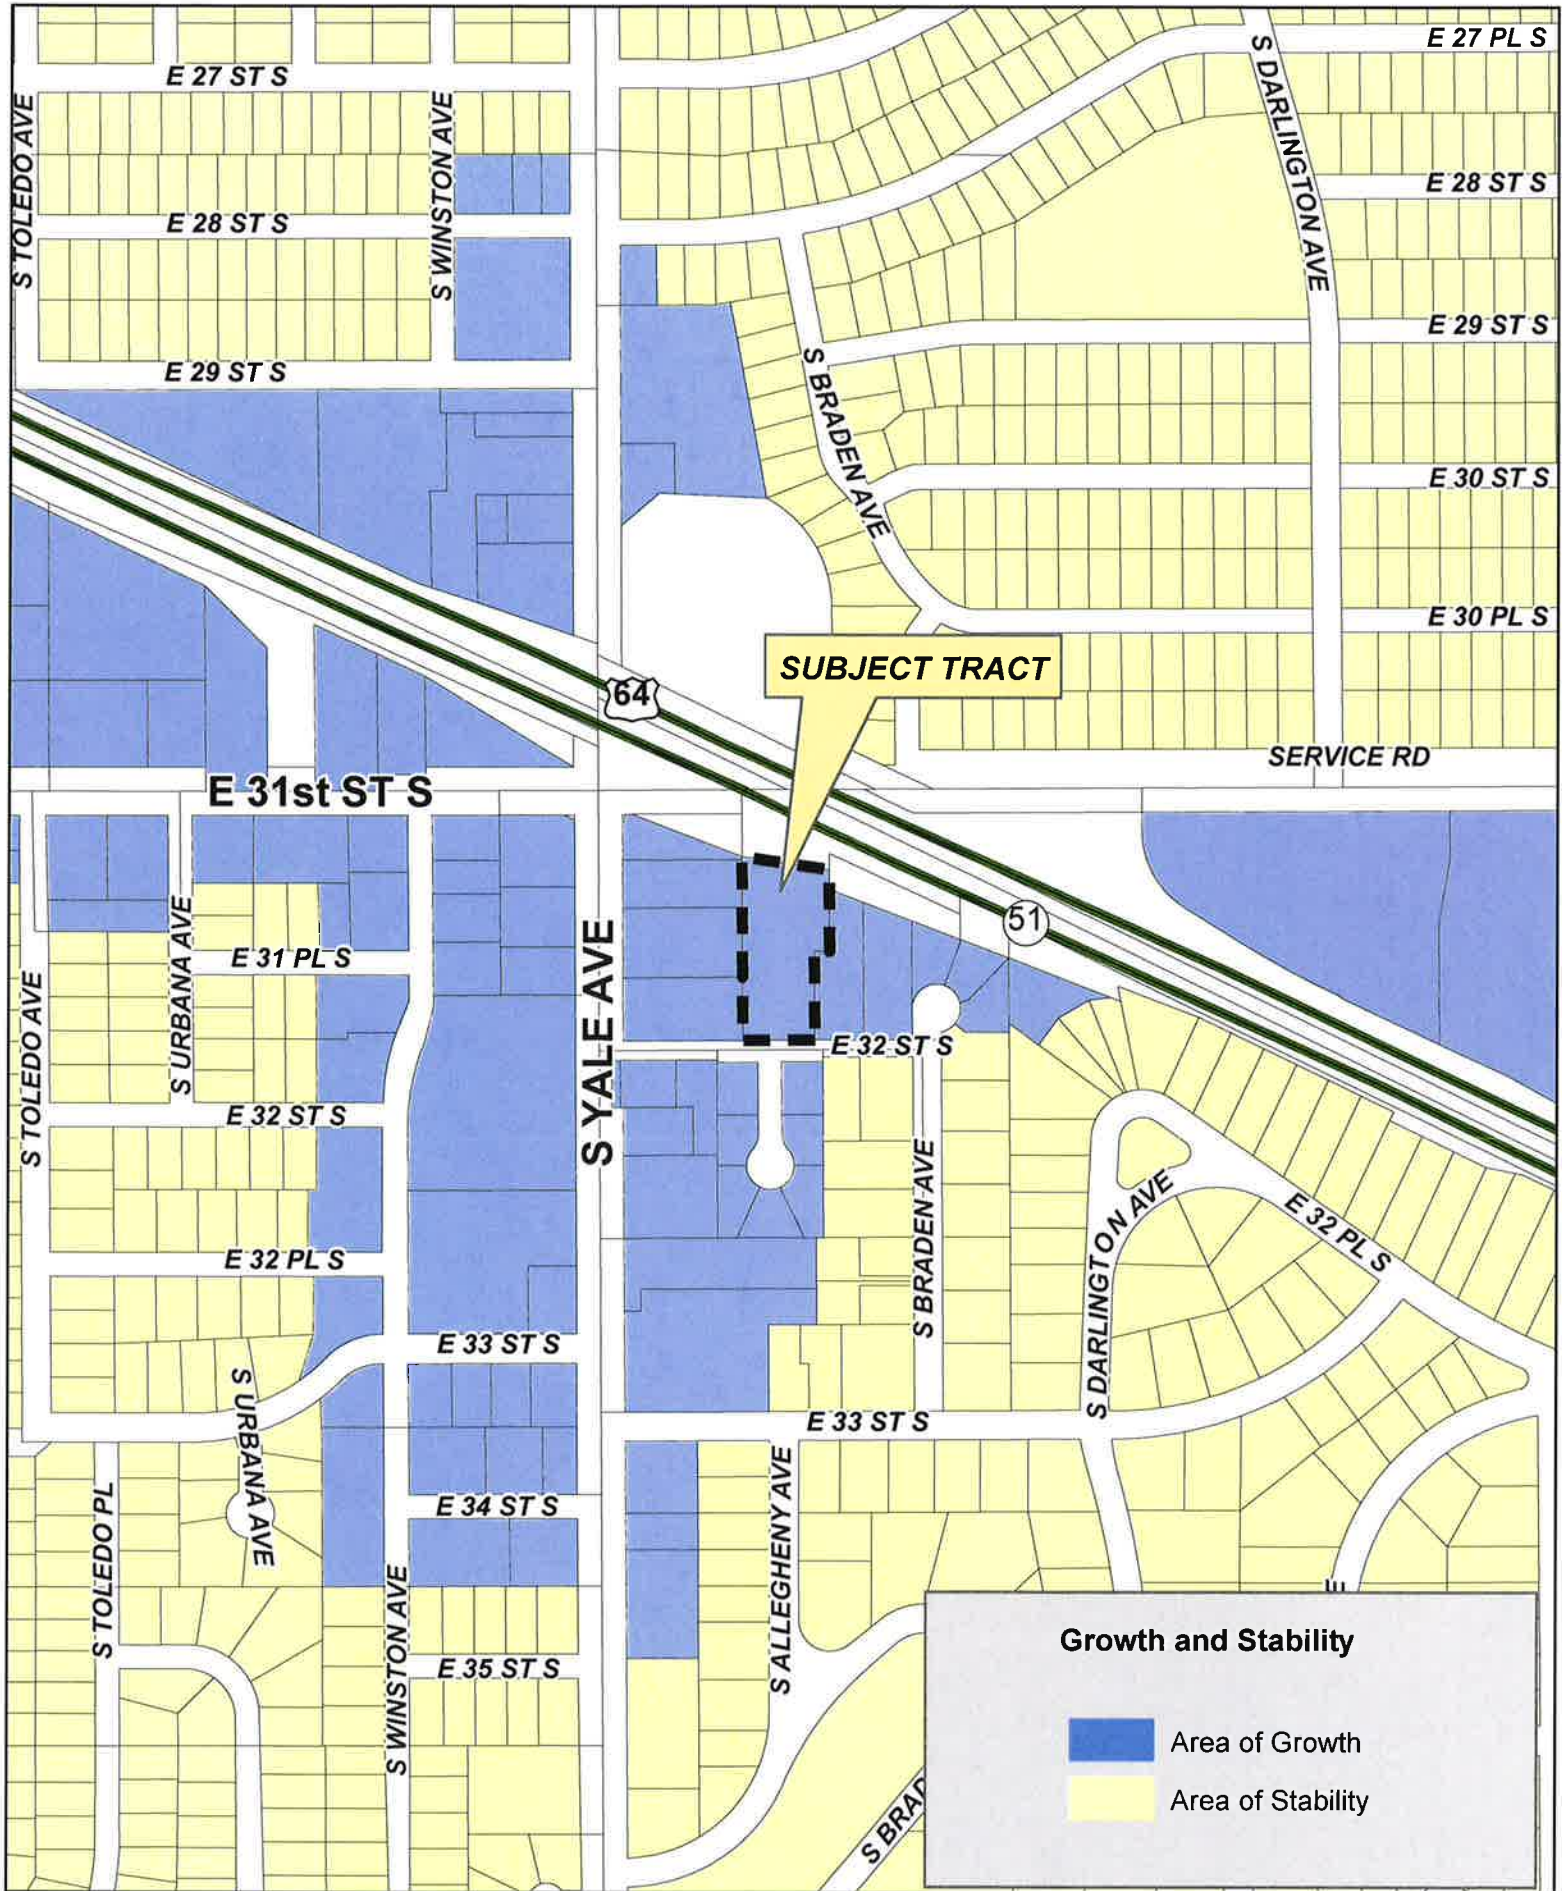 E 27 PL S
E 27 ST S
S DARLINGTON AVE
S TOLEDO AVE
S WINSTON AVE
E 28 ST S
E 28 ST S
E 29 ST S
E 29 ST S
S BRADEN AVE
E 30 ST S
E 30 PL S
SUBJECT TRACT
64
SERVICE RD
E 31st ST S
51
S URBANA AVE
E 31 PL S
S TOLEDO AVE
S YALE AVE
E 32 ST S
E 32 ST S
S BRADEN AVE
S DARLINGTON AVE
E 32 PL S
E 32 PL S
E 33 ST S
S URBANA AVE
E 33 ST S
S ALLEGHENY AVE
S TOLEDO PL
E 34 ST S
S WINSTON AVE
E 35 ST S
E
S BRAD
Growth and Stability
Area of Growth
Area of Stability